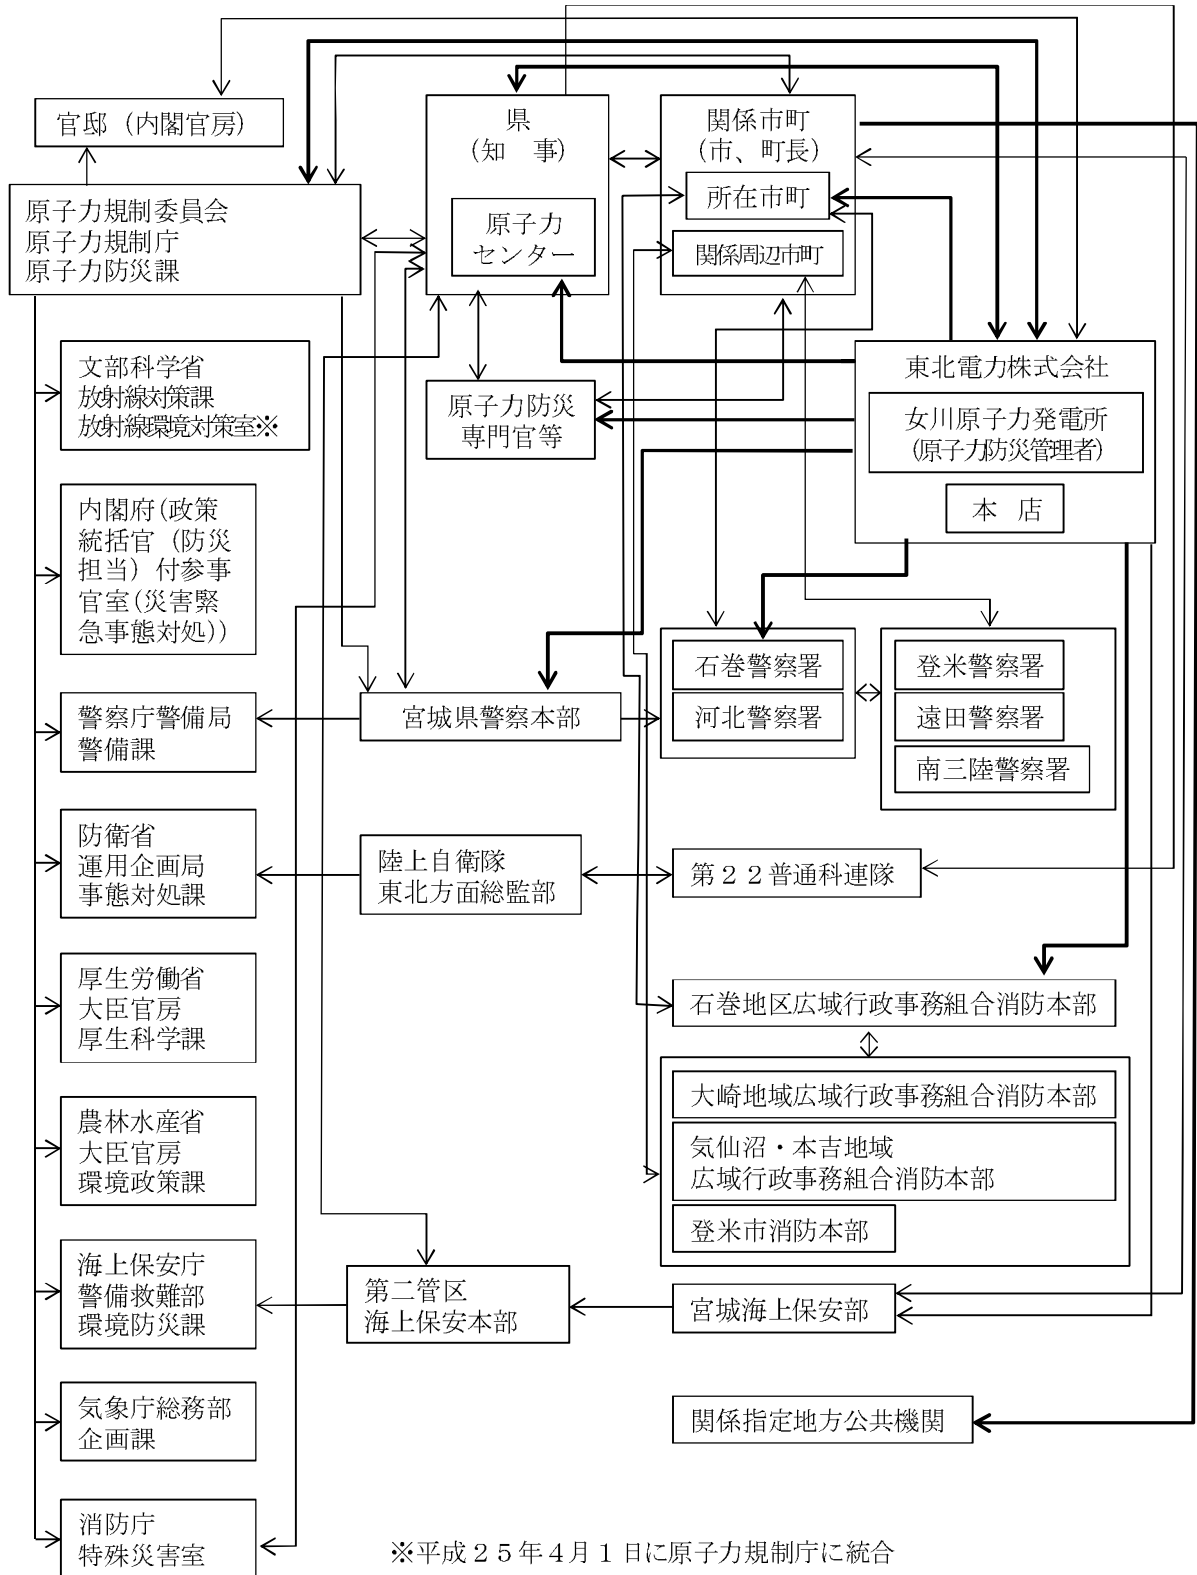 官邸（内閣官房）
原子力規制委員会
原子力規制庁
原子力防災課
県
（知　事）
原子力
センター
関係市町
（市、町長）
所在市町
関係周辺市町
文部科学省
放射線対策課
放射線環境対策室※
原子力防災
専門官等
東北電力株式会社
女川原子力発電所
（原子力防災管理者）
本　店
内閣府（政策
統括官（防災
担当）付参事
官室（災害緊
急事態対処））
警察庁警備局
警備課
宮城県警察本部
石巻警察署
河北警察署
登米警察署
遠田警察署
南三陸警察署
防衛省
運用企画局
事態対処課
陸上自衛隊
東北方面総監部
第２２普通科連隊
厚生労働省
大臣官房
厚生科学課
石巻地区広域行政事務組合消防本部
大崎地域広域行政事務組合消防本部
気仙沼・本吉地域
広域行政事務組合消防本部
登米市消防本部
農林水産省
大臣官房
環境政策課
海上保安庁
警備救難部
環境防災課
第二管区
海上保安本部
宮城海上保安部
気象庁総務部
企画課
関係指定地方公共機関
消防庁
特殊災害室
※平成２５年４月１日に原子力規制庁に統合